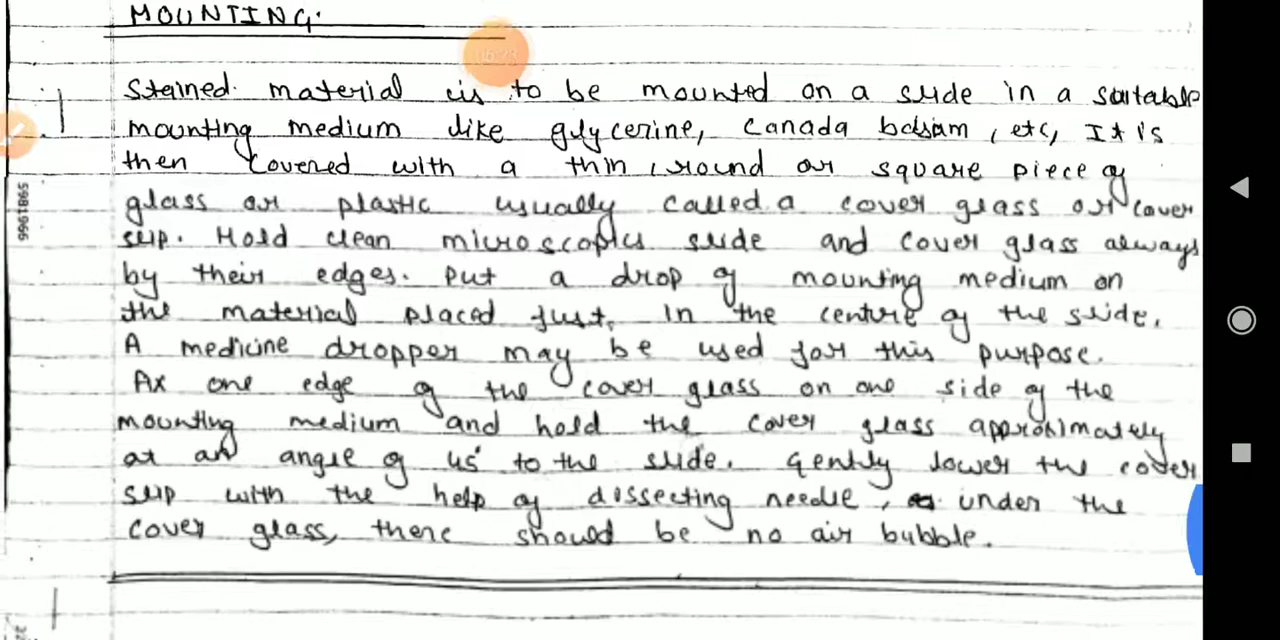 MOUNTING.
06:23
Stained. material is to be mounted on a slide in a suitable
mounting medium like glycerine, Canada balsam, etc, It is
then covered with a thin, round or square piece of
glass or plastic usually called a cover glass or cover
slip. Hold clean microscopic slide and cover glass always
by their edges. Put a drop of mounting medium on
the material placed just, in the centure of the slide.
A medicine dropper may be used for this purpose.
Ax one edge of the cover glass on one side of the
mounting medium and hold the cover glass approximately
at an angle of 45° to the slide. Gently lower the cover
slip with the help of dissecting needle, under the
cover glass, there should be no air bubble.
5981966